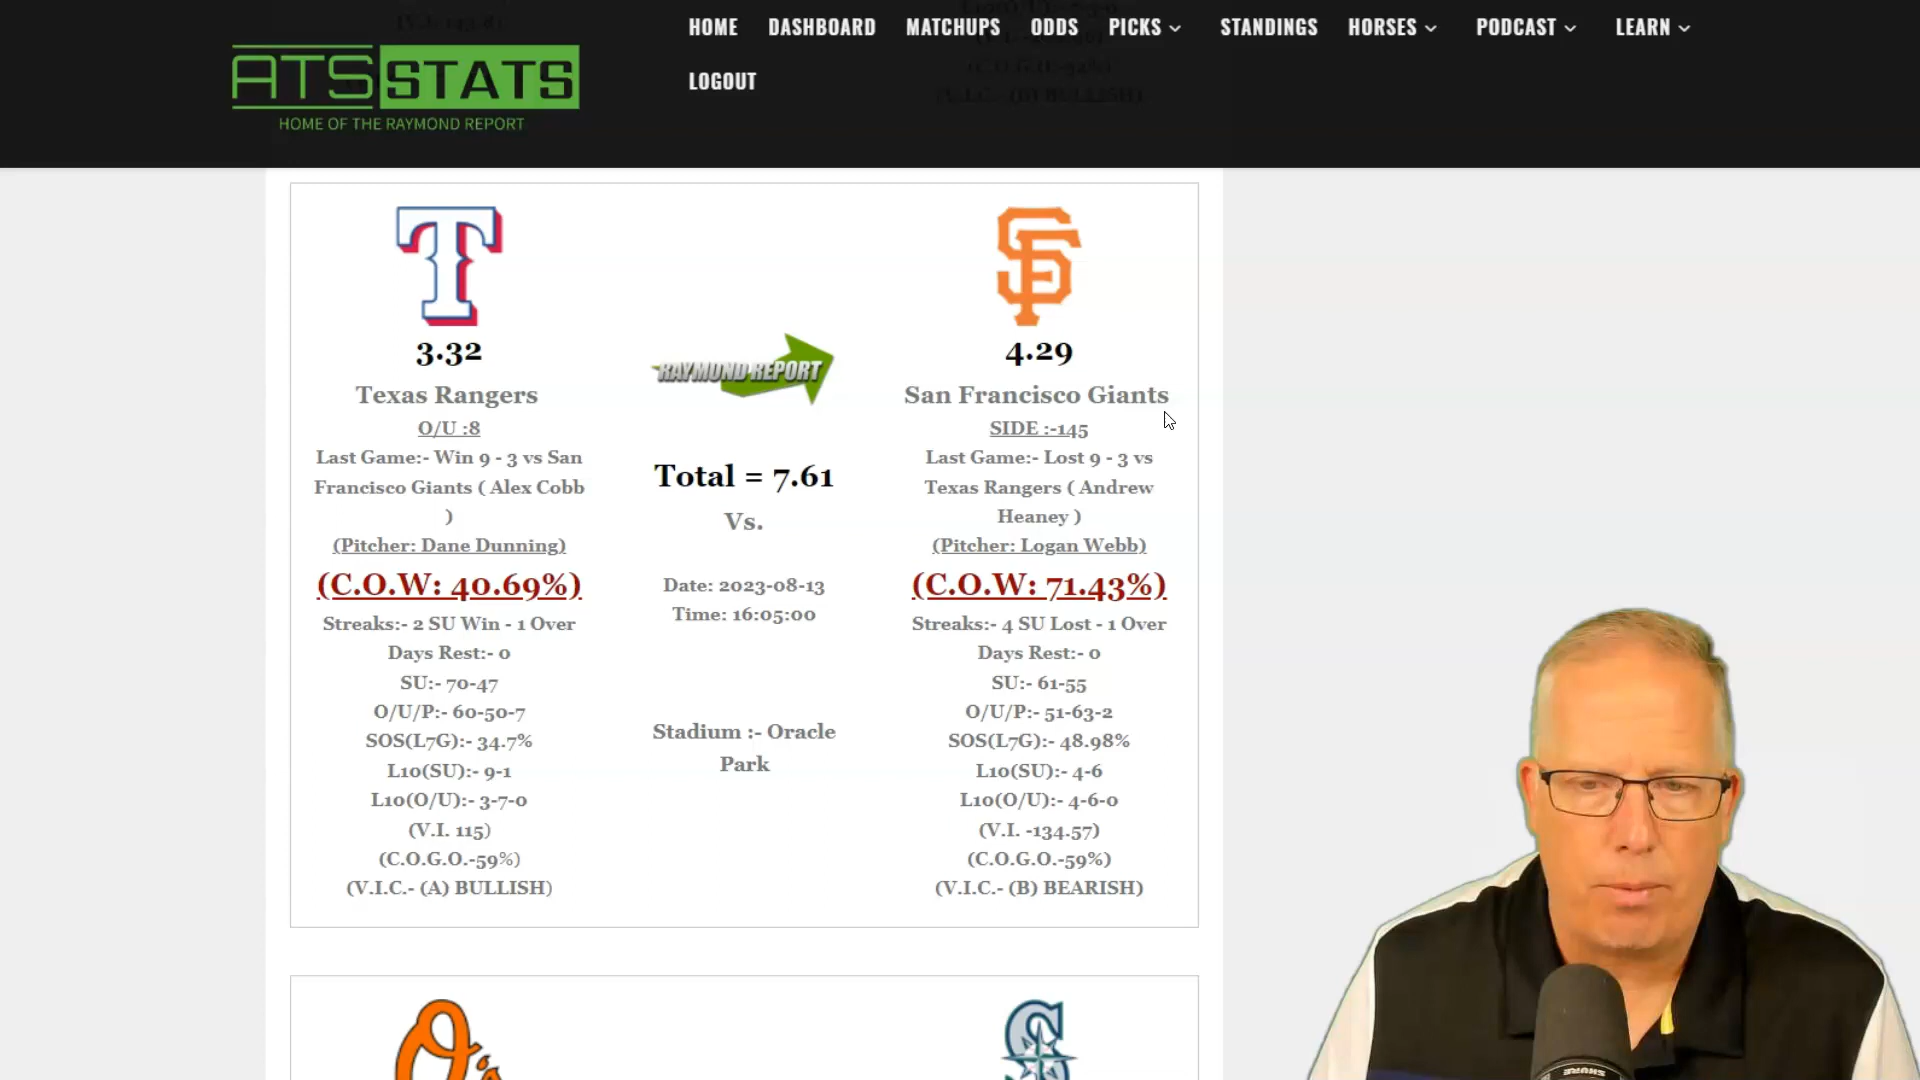 HOME DASHBOARD MATCHUPS ODDS PICKS STANDINGS HORSES PODCAST LEARN
LOGOUT
ATS STATS
HOME OF THE RAYMOND REPORT
3.32
Texas Rangers
O/U :8
Last Game:- Win 9 - 3 vs San
Francisco Giants ( Alex Cobb
)
(Pitcher: Dane Dunning)
(C.O.W: 40.69%)
Streaks:- 2 SU Win - 1 Over
Days Rest:- 0
SU:- 70-47
O/U/P:- 60-50-7
SOS(L7G):- 34.7%
L10(SU):- 9-1
L10(O/U):- 3-7-0
(V.I. 115)
(C.O.G.O.-59%)
(V.I.C.- (A) BULLISH)
RAYMOND REPORT
Total = 7.61
Vs.
Date: 2023-08-13
Time: 16:05:00
Stadium :- Oracle
Park
SF
4.29
San Francisco Giants
SIDE :-145
Last Game:- Lost 9 - 3 vs
Texas Rangers ( Andrew
Heaney )
(Pitcher: Logan Webb)
(C.O.W: 71.43%)
Streaks:- 4 SU Lost - 1 Over
Days Rest:- 0
SU:- 61-55
O/U/P:- 51-63-2
SOS(L7G):- 48.98%
L10(SU):- 4-6
L10(O/U):- 4-6-0
(V.I. -134.57)
(C.O.G.O.-59%)
(V.I.C.- (B) BEARISH)
SHURE